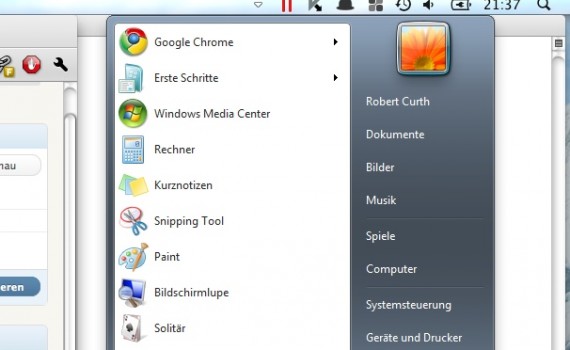 21:37
Google Chrome
Erste Schritte
Windows Media Center
Rechner
Kurznotizen
Snipping Tool
Paint
Bildschirmlupe
Solitär
Robert Curth
Dokumente
Bilder
Musik
Spiele
Computer
Systemsteuerung
Geräte und Drucker
nau
eren